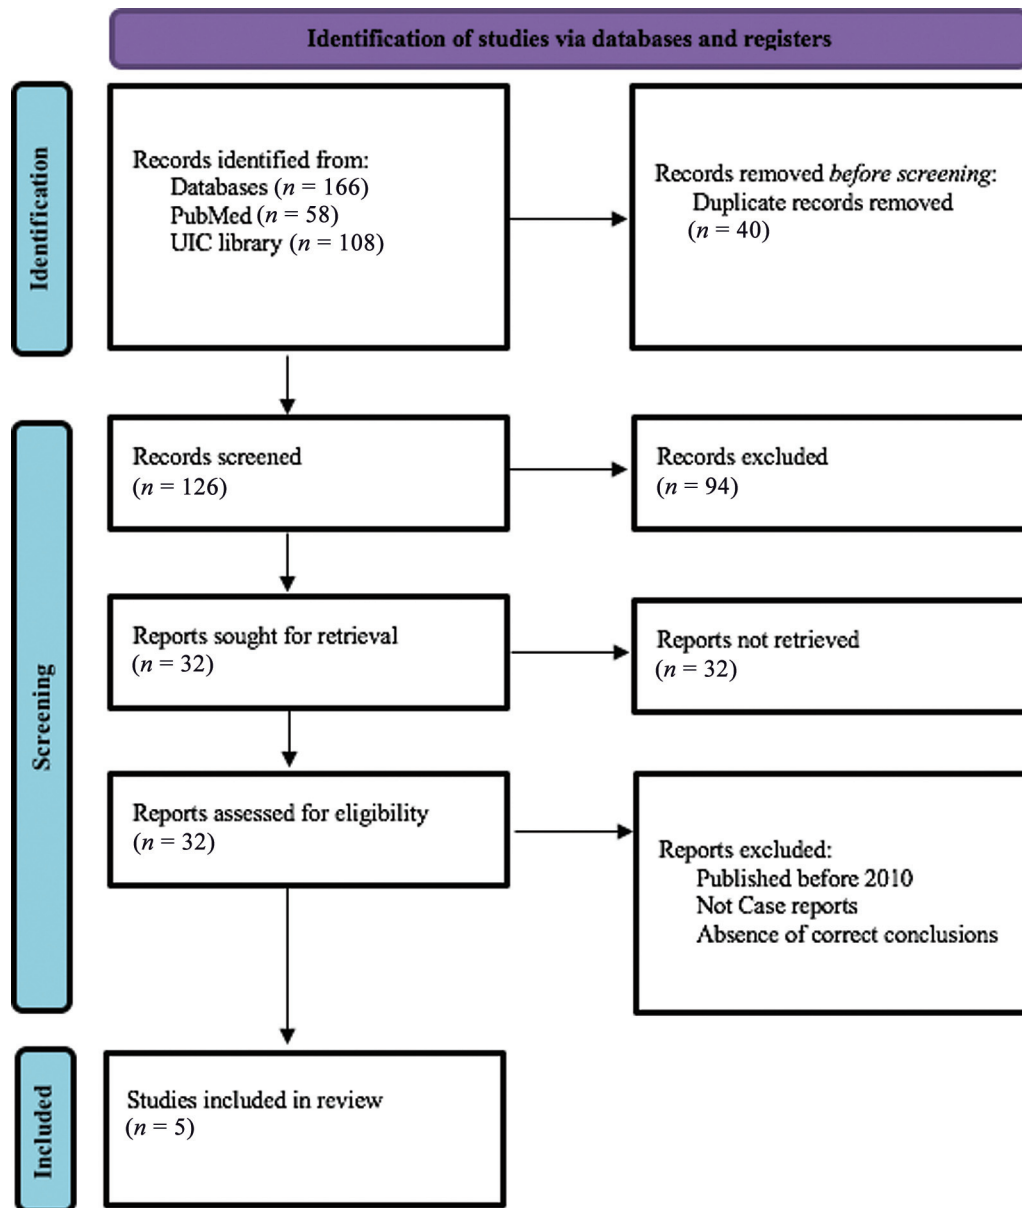 Identification of studies via databases and registers
Identification
Records identified from:
Databases (n = 166)
PubMed (n = 58)
UIC library (n = 108)
Records removed before screening:
Duplicate records removed
(n = 40)
Screening
Records screened
(n = 126)
Records excluded
(n = 94)
Reports sought for retrieval
(n = 32)
Reports not retrieved
(n = 32)
Reports assessed for eligibility
(n = 32)
Reports excluded:
Published before 2010
Not Case reports
Absence of correct conclusions
Included
Studies included in review
(n = 5)